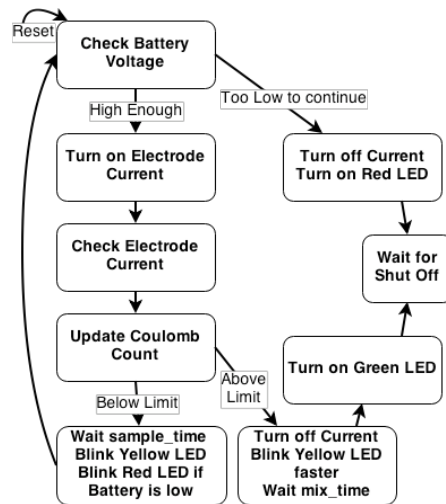 Reset
Check Battery
Voltage
High Enough
Too Low to continue
Turn on Electrode
Current
Turn off Current
Turn on Red LED
Check Electrode
Current
Wait for
Shut Off
Update Coulomb
Count
Turn on Green LED
Below Limit
Above
Limit
Wait sample_time
Blink Yellow LED
Blink Red LED if
Battery is low
Turn off Current
Blink Yellow LED
faster
Wait mix_time